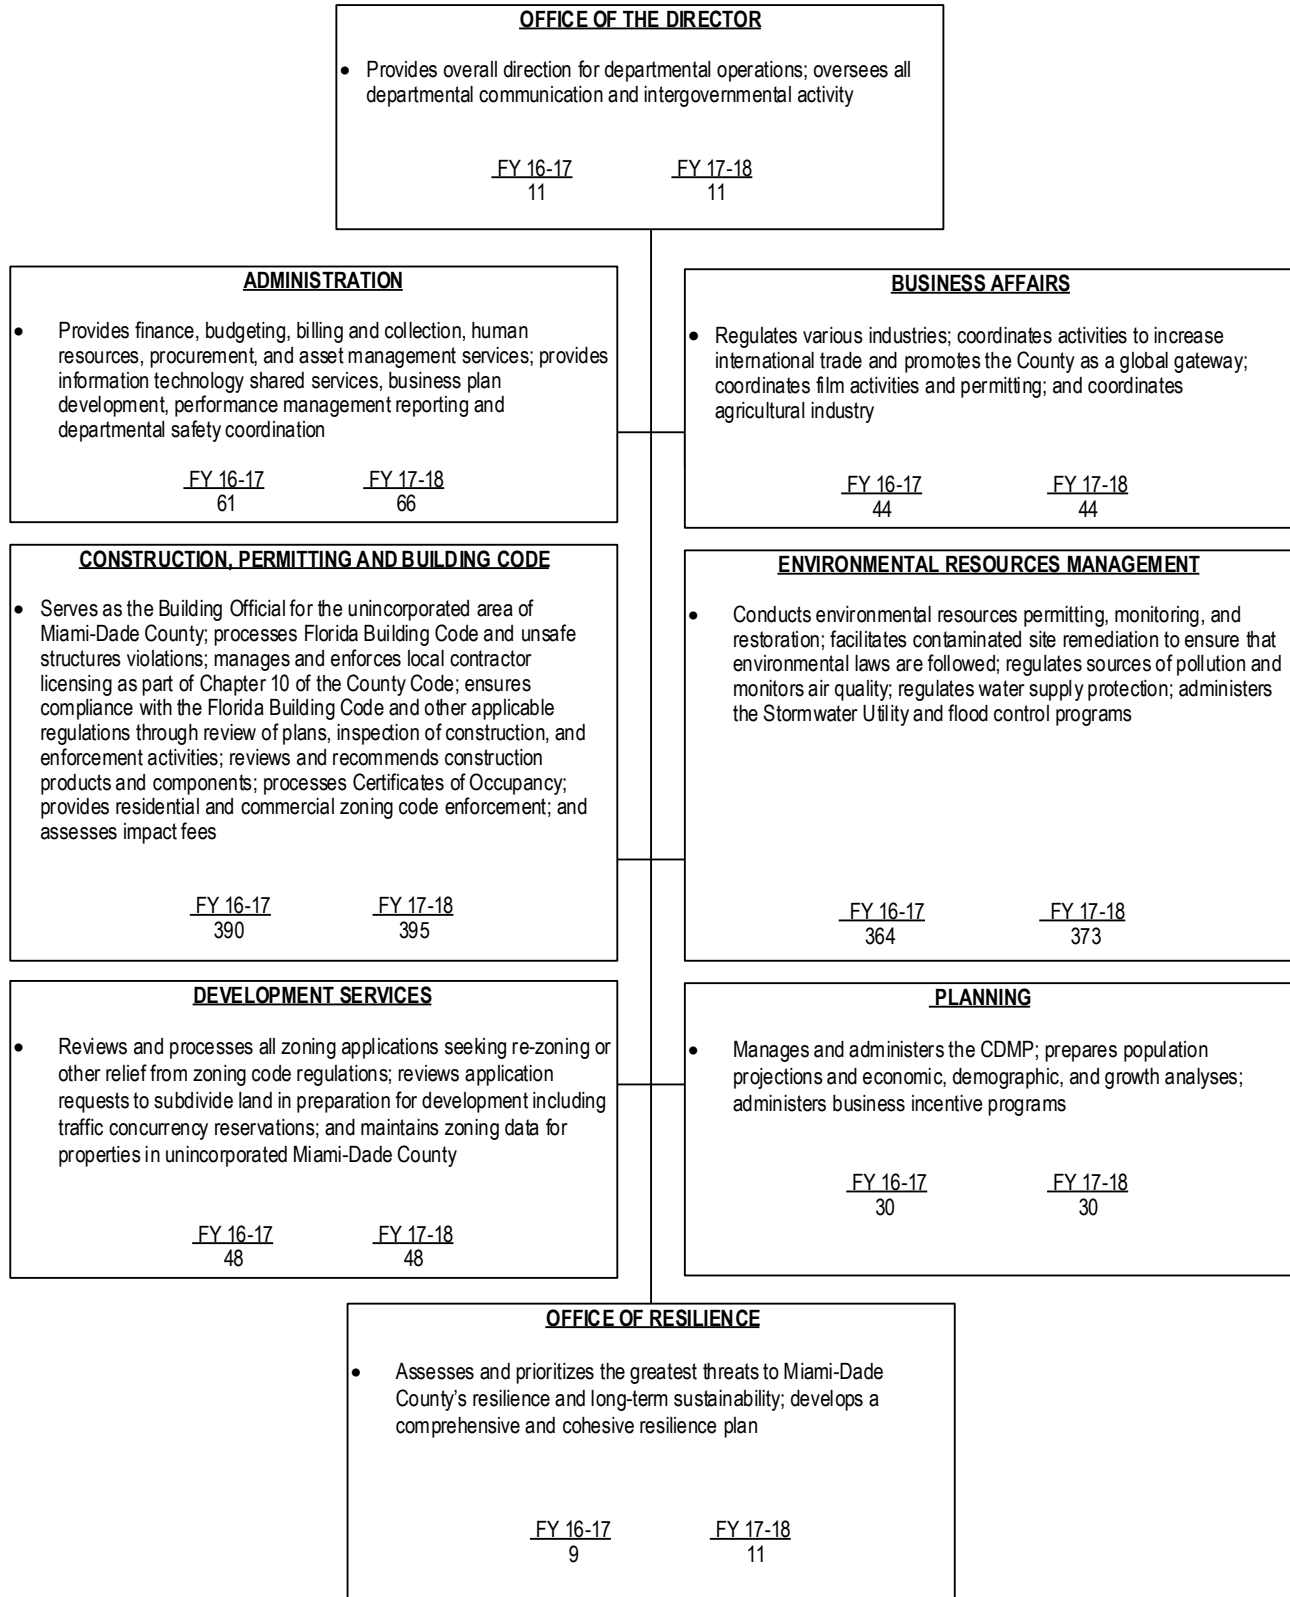 OFFICE OF THE DIRECTOR
• Provides overall direction for departmental operations; oversees all
departmental communication and intergovernmental activity
FY 16-17 FY 17-18
11 11
ADMINISTRATION
• Provides finance, budgeting, billing and collection, human
resources, procurement, and asset management services; provides
information technology shared services, business plan
development, performance management reporting and
departmental safety coordination
FY 16-17 FY 17-18
61 66
BUSINESS AFFAIRS
• Regulates various industries; coordinates activities to increase
international trade and promotes the County as a global gateway;
coordinates film activities and permitting; and coordinates
agricultural industry
FY 16-17 FY 17-18
44 44
CONSTRUCTION, PERMITTING AND BUILDING CODE
• Serves as the Building Official for the unincorporated area of
Miami-Dade County; processes Florida Building Code and unsafe
structures violations; manages and enforces local contractor
licensing as part of Chapter 10 of the County Code; ensures
compliance with the Florida Building Code and other applicable
regulations through review of plans, inspection of construction, and
enforcement activities; reviews and recommends construction
products and components; processes Certificates of Occupancy;
provides residential and commercial zoning code enforcement; and
assesses impact fees
FY 16-17 FY 17-18
390 395
ENVIRONMENTAL RESOURCES MANAGEMENT
• Conducts environmental resources permitting, monitoring, and
restoration; facilitates contaminated site remediation to ensure that
environmental laws are followed; regulates sources of pollution and
monitors air quality; regulates water supply protection; administers
the Stormwater Utility and flood control programs
FY 16-17 FY 17-18
364 373
DEVELOPMENT SERVICES
• Reviews and processes all zoning applications seeking re-zoning or
other relief from zoning code regulations; reviews application
requests to subdivide land in preparation for development including
traffic concurrency reservations; and maintains zoning data for
properties in unincorporated Miami-Dade County
FY 16-17 FY 17-18
48 48
PLANNING
• Manages and administers the CDMP; prepares population
projections and economic, demographic, and growth analyses;
administers business incentive programs
FY 16-17 FY 17-18
30 30
OFFICE OF RESILIENCE
• Assesses and prioritizes the greatest threats to Miami-Dade
County’s resilience and long-term sustainability; develops a
comprehensive and cohesive resilience plan
FY 16-17 FY 17-18
9 11